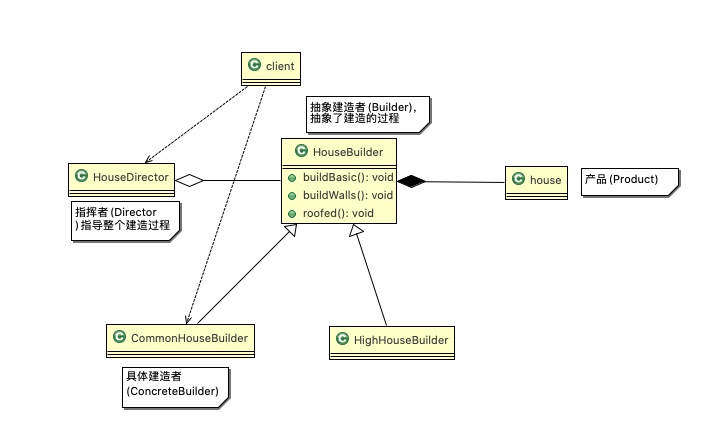 C client
抽象建造者 (Builder),
抽象了建造的过程
C HouseBuilder
buildBasic(): void
buildWalls(): void
roofed(): void
C HouseDirector
指挥者 (Director
)指导整个建造过程
C house
产品 (Product)
C CommonHouseBuilder
具体建造者
(ConcreteBuilder)
C HighHouseBuilder